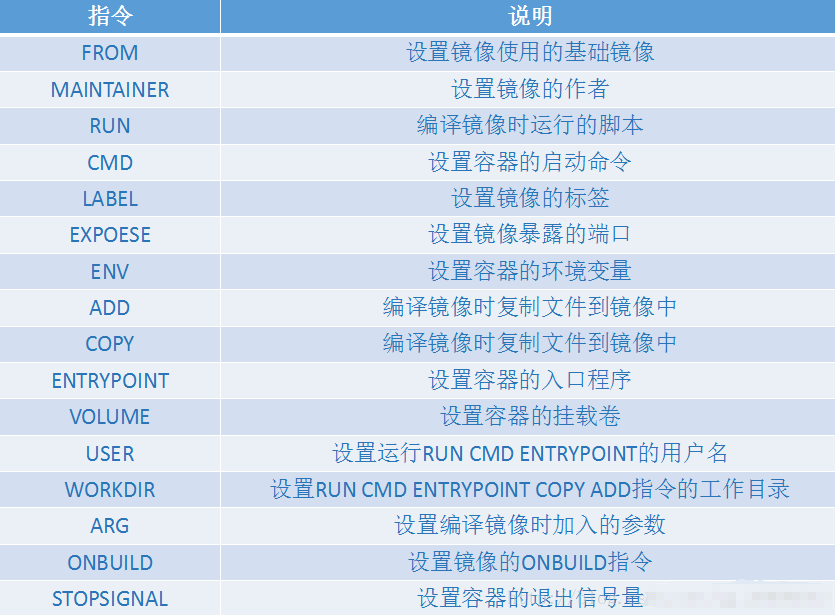 指令 说明
FROM 设置镜像使用的基础镜像
MAINTAINER 设置镜像的作者
RUN 编译镜像时运行的脚本
CMD 设置容器的启动命令
LABEL 设置镜像的标签
EXPOESE 设置镜像暴露的端口
ENV 设置容器的环境变量
ADD 编译镜像时复制文件到镜像中
COPY 编译镜像时复制文件到镜像中
ENTRYPOINT 设置容器的入口程序
VOLUME 设置容器的挂载卷
USER 设置运行RUN CMD ENTRYPOINT的用户名
WORKDIR 设置RUN CMD ENTRYPOINT COPY ADD指令的工作目录
ARG 设置编译镜像时加入的参数
ONBUILD 设置镜像的ONBUILD指令
STOPSIGNAL 设置容器的退出信号量